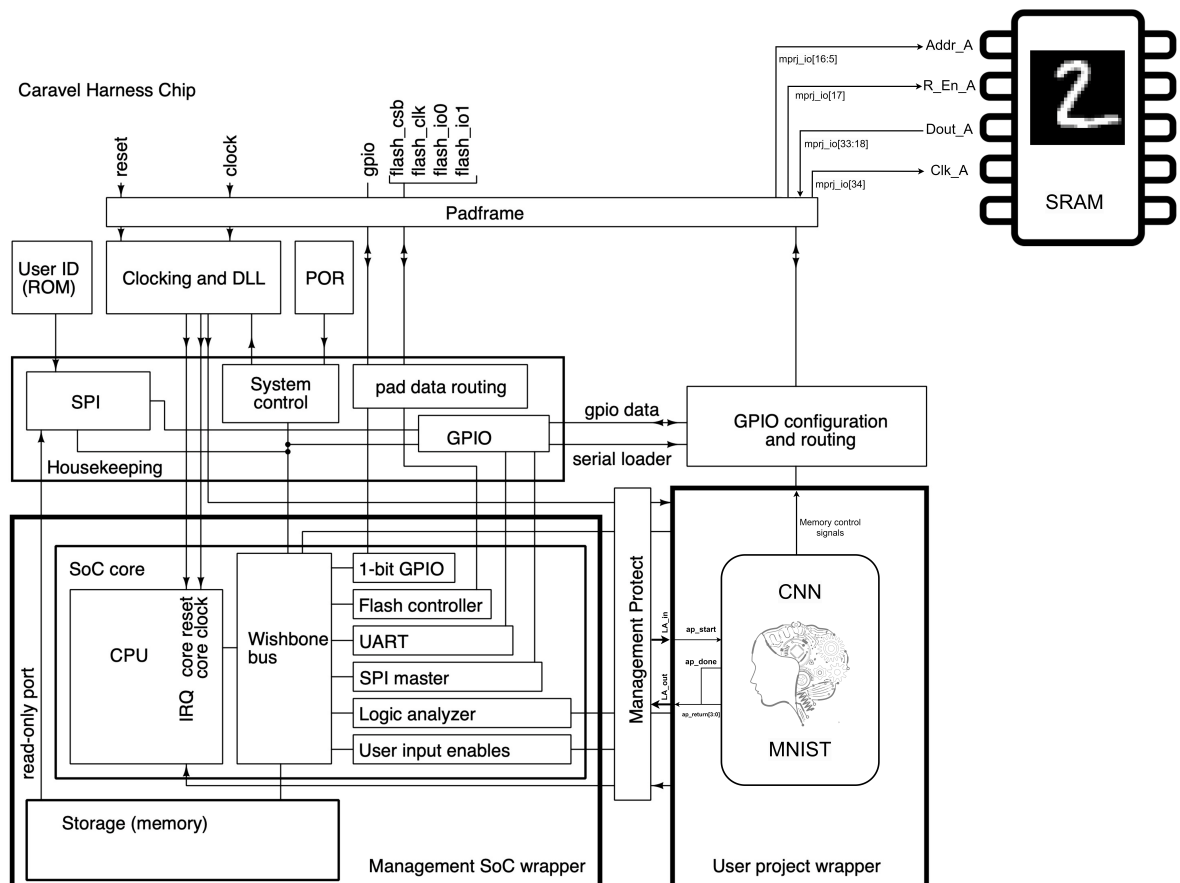 Addr_A
mprj_io[16:5]
Caravel Harness Chip
R_En_A
mprj_io[17]
flash_csb
flash_clk
flash_io0
flash_io1
Dout_A
mprj_io[33:18]
reset
clock
gpio
Clk_A
mprj_io[34]
SRAM
Padframe
User ID
(ROM)
Clocking and DLL
POR
SPI
System
control
pad data routing
GPIO
gpio data
serial loader
GPIO configuration
and routing
Housekeeping
Memory control
signals
SoC core
1-bit GPIO
Flash controller
UART
SPI master
Logic analyzer
User input enables
Wishbone
bus
CPU
core reset
core clock
IRQ
read-only port
Management Protect
LA_in
LA_out
ap_start
ap_done
ap_return[3:0]
CNN
MNIST
Storage (memory)
Management SoC wrapper
User project wrapper